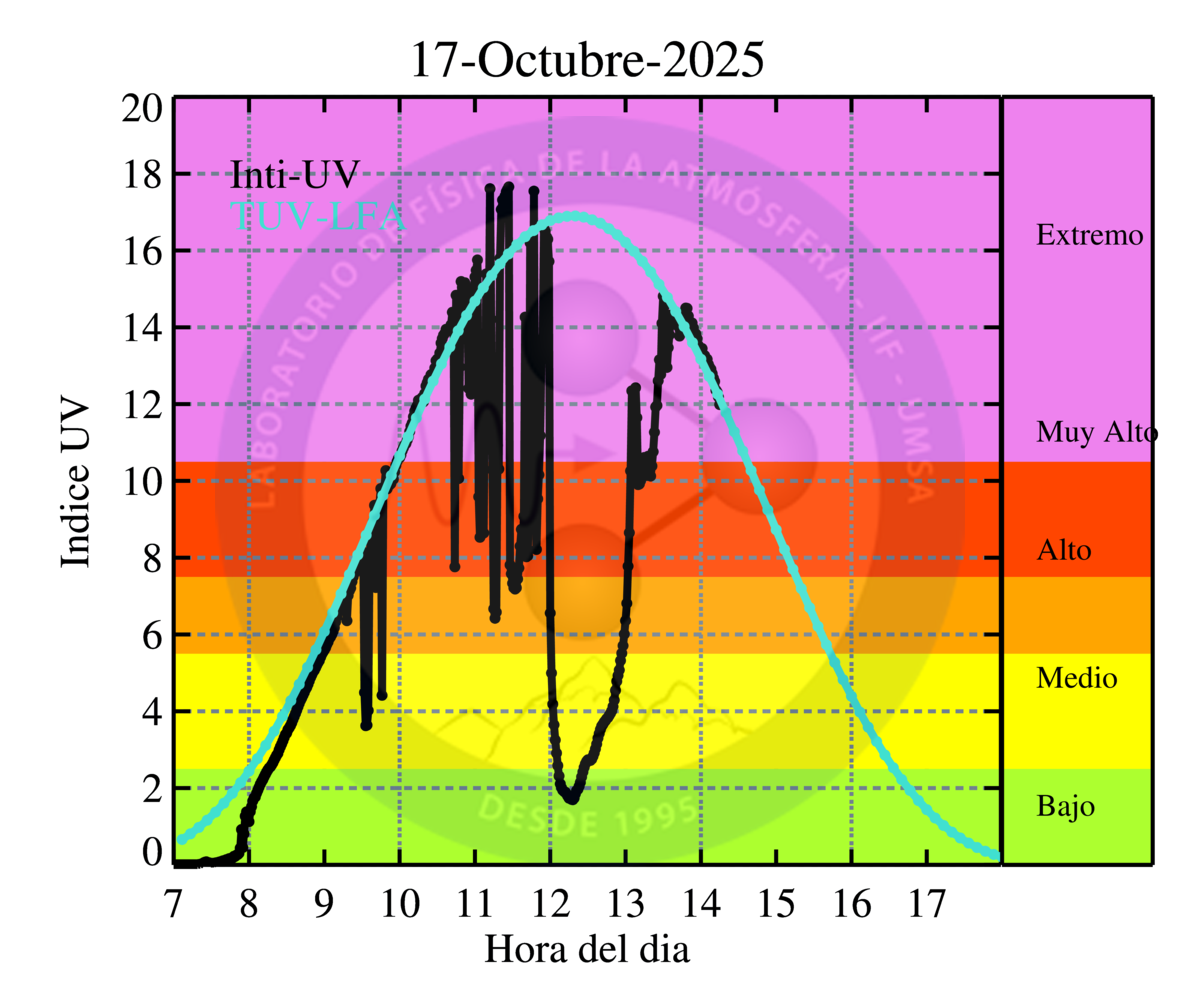 17-Octubre-2025
Inti-UV
TUV-LFA
LABORATORIO DE FÍSICA DE LA ATMÓSFERA - IIF - UMSA
DESDE 1995
20
18
16
14
12
10
8
6
4
2
0
Indice UV
7 8 9 10 11 12 13 14 15 16 17
Hora del dia
Extremo
Muy Alto
Alto
Medio
Bajo